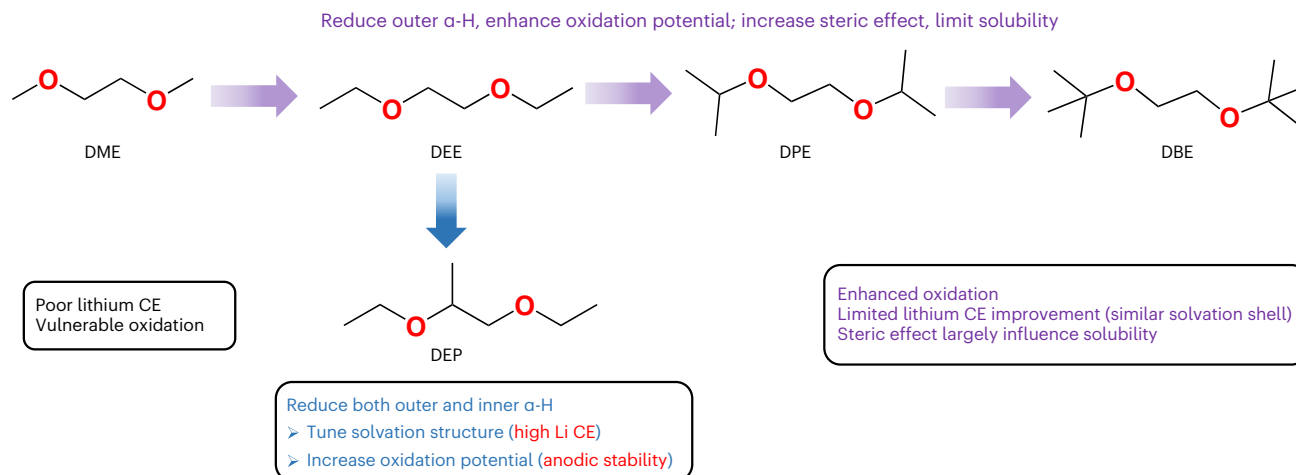 Reduce outer α-H, enhance oxidation potential; increase steric effect, limit solubility
O
O
DME
O
O
DEE
O
O
DPE
O
O
DBE
O
O
DEP
Poor lithium CE
Vulnerable oxidation
Reduce both outer and inner α-H
➢ Tune solvation structure (high Li CE)
➢ Increase oxidation potential (anodic stability)
Enhanced oxidation
Limited lithium CE improvement (similar solvation shell)
Steric effect largely influence solubility